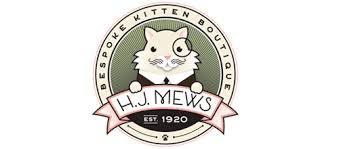 BESPOKE KITTEN BOUTIQUE
H.J. MEWS
EST. 1920